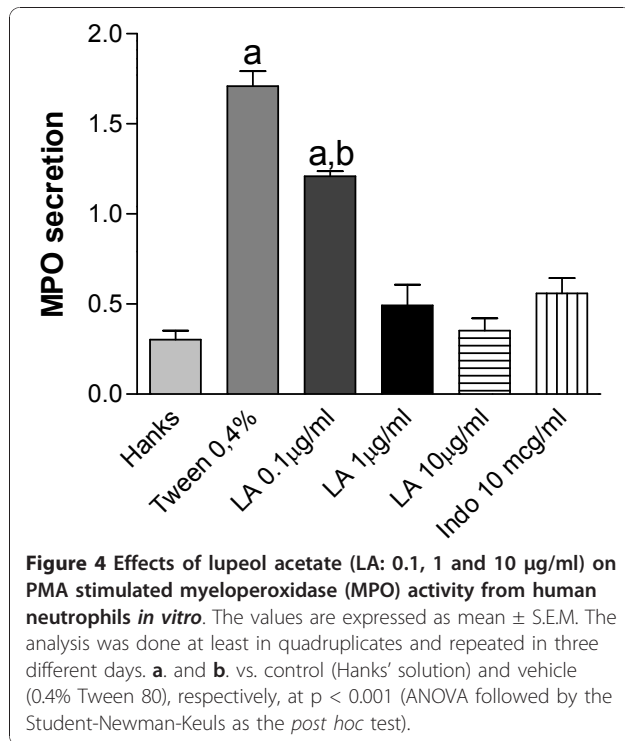 2.0
1.5
1.0
0.5
0.0
MPO secretion
a
a,b
Hanks
Tween 0,4%
LA 0.1µg/ml
LA 1µg/ml
LA 10µg/ml
Indo 10 mcg/ml
Figure 4 Effects of lupeol acetate (LA: 0.1, 1 and 10 μg/ml) on
PMA stimulated myeloperoxidase (MPO) activity from human
neutrophils in vitro. The values are expressed as mean ± S.E.M. The
analysis was done at least in quadruplicates and repeated in three
different days. a. and b. vs. control (Hanks' solution) and vehicle
(0.4% Tween 80), respectively, at p < 0.001 (ANOVA followed by the
Student-Newman-Keuls as the post hoc test).